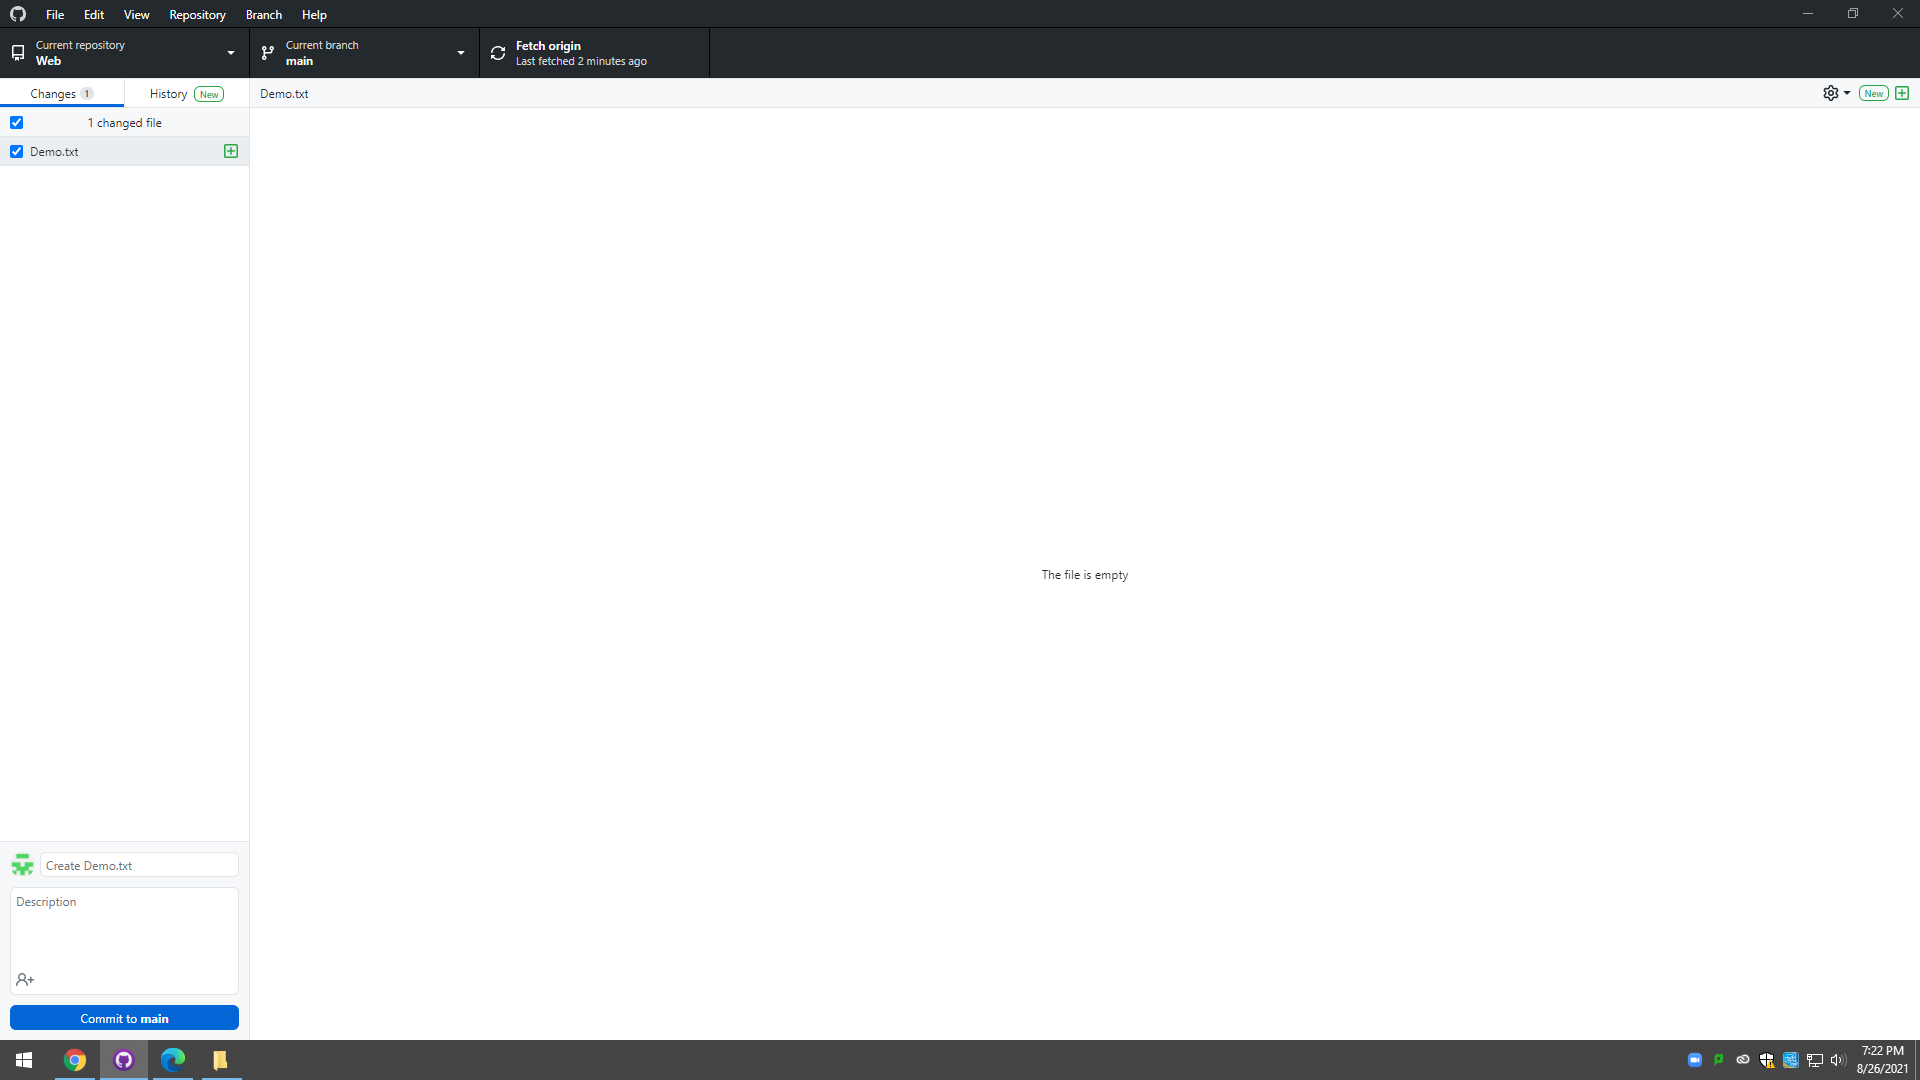 File Edit View Repository Branch Help
Current repository
Web
Current branch
main
Fetch origin
Last fetched 2 minutes ago
Changes 1
History New
Demo.txt
New
1 changed file
Demo.txt
The file is empty
Create Demo.txt
Description
Commit to main
7:22 PM
8/26/2021